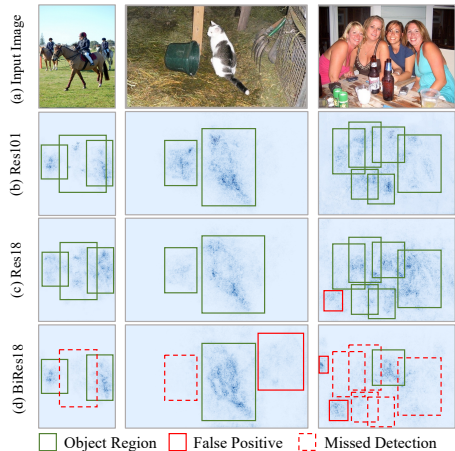 (a) Input Image
(b) Res101
(c) Res18
(d) BiRes18
Object Region
False Positive
Missed Detection